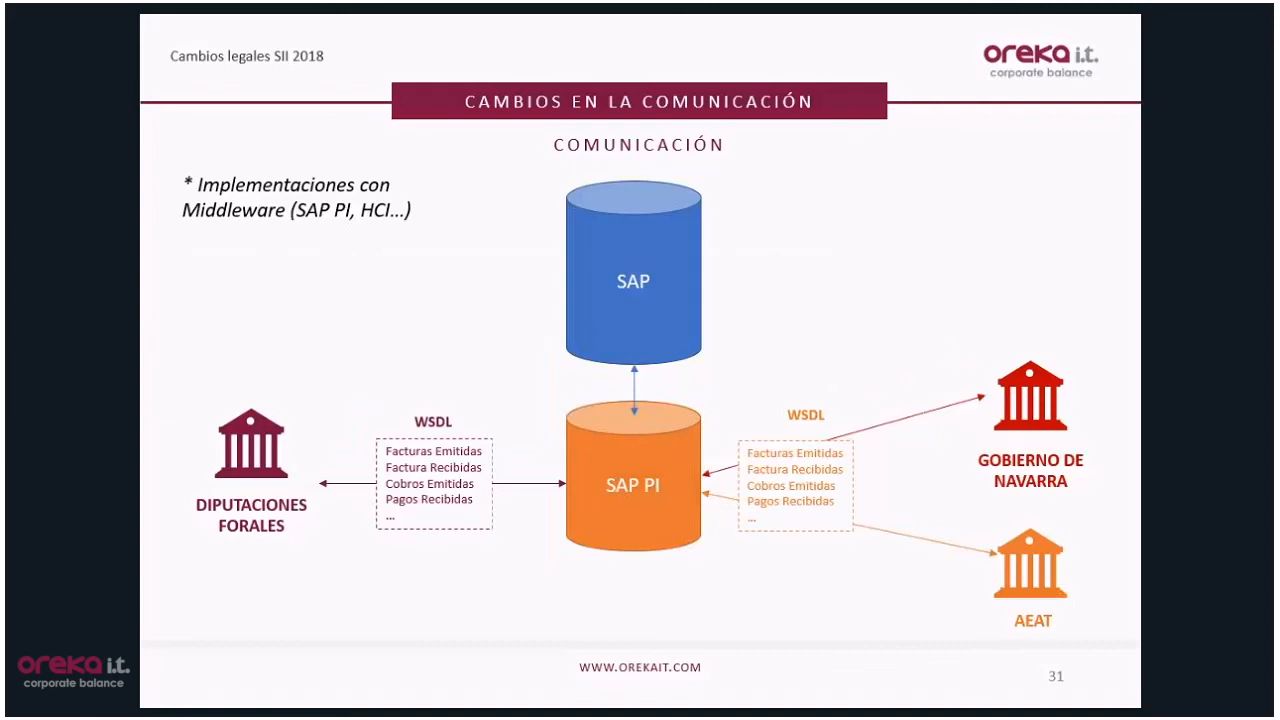 Cambios legales SII 2018
oreka i.t.
corporate balance
CAMBIOS EN LA COMUNICACIÓN
COMUNICACIÓN
* Implementaciones con
Middleware (SAP PI, HCI...)
SAP
WSDL
Facturas Emitidas
Factura Recibidas
Cobros Emitidas
Pagos Recibidas
...
DIPUTACIONES
FORALES
SAP PI
WSDL
Facturas Emitidas
Factura Recibidas
Cobros Emitidas
Pagos Recibidas
...
GOBIERNO DE
NAVARRA
AEAT
oreka i.t.
corporate balance
WWW.OREKAIT.COM
31